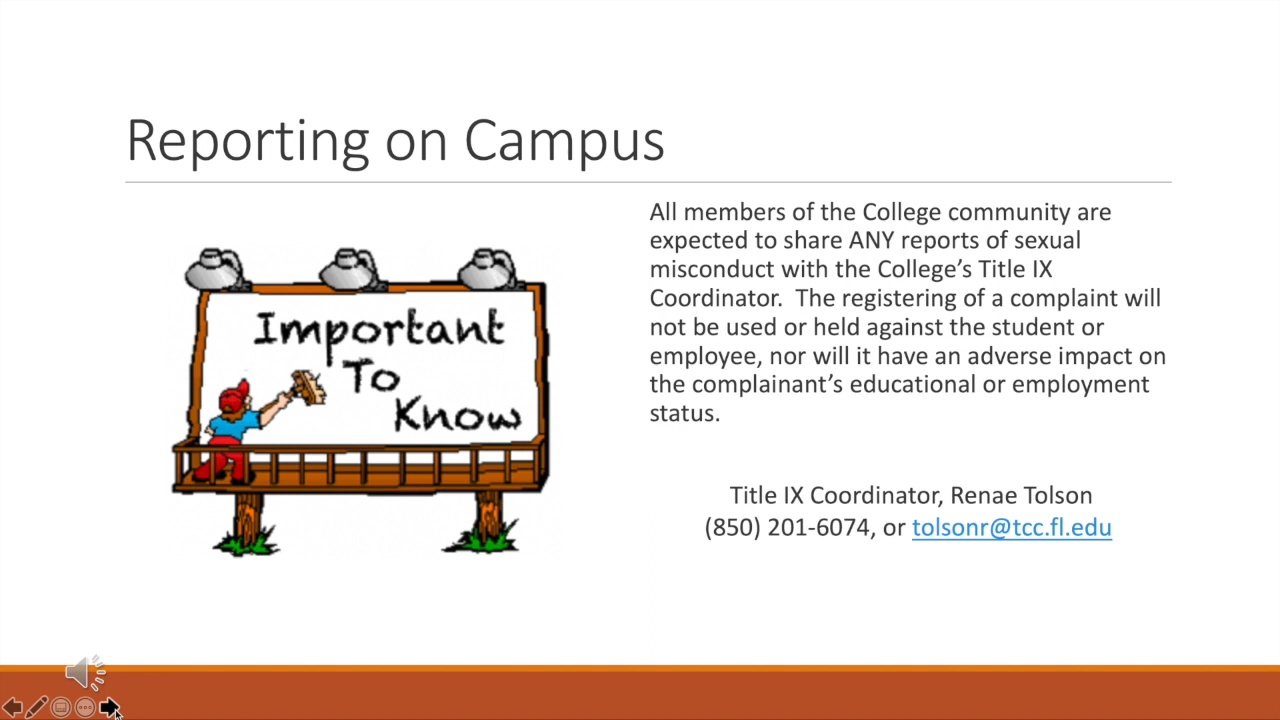 Reporting on Campus
Important
To
Know
All members of the College community are
expected to share ANY reports of sexual
misconduct with the College’s Title IX
Coordinator.  The registering of a complaint will
not be used or held against the student or
employee, nor will it have an adverse impact on
the complainant’s educational or employment
status.
Title IX Coordinator, Renae Tolson
(850) 201-6074, or tolsonr@tcc.fl.edu